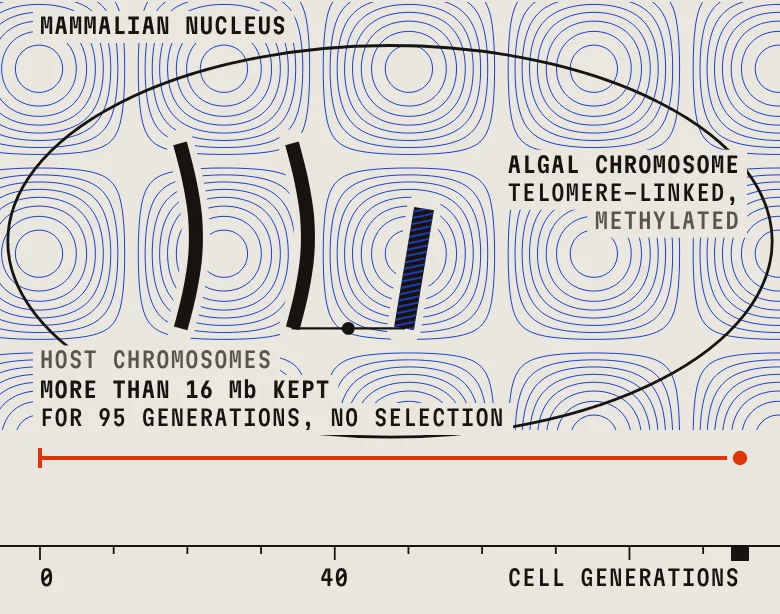 MAMMALIAN NUCLEUS
ALGAL CHROMOSOME
TELOMERE–LINKED,
METHYLATED
HOST CHROMOSOMES
MORE THAN 16 Mb KEPT
FOR 95 GENERATIONS, NO SELECTION
0 40 CELL GENERATIONS